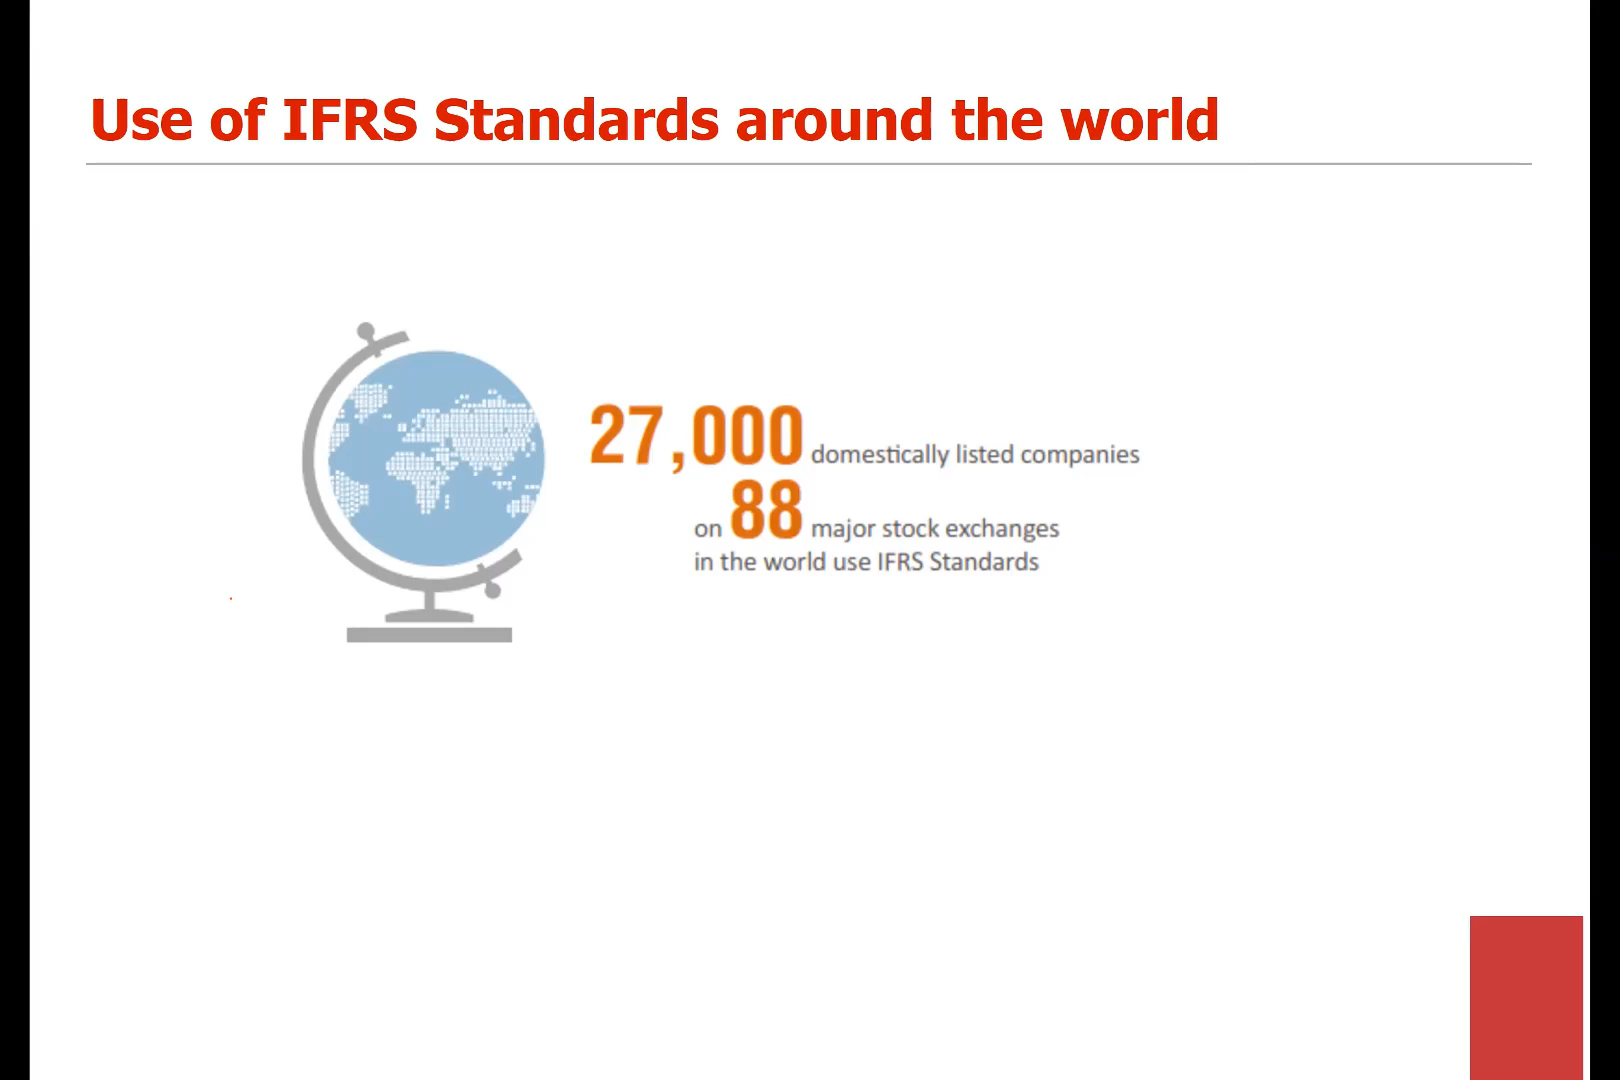 Use of IFRS Standards around the world
27,000 domestically listed companies
on 88 major stock exchanges
in the world use IFRS Standards